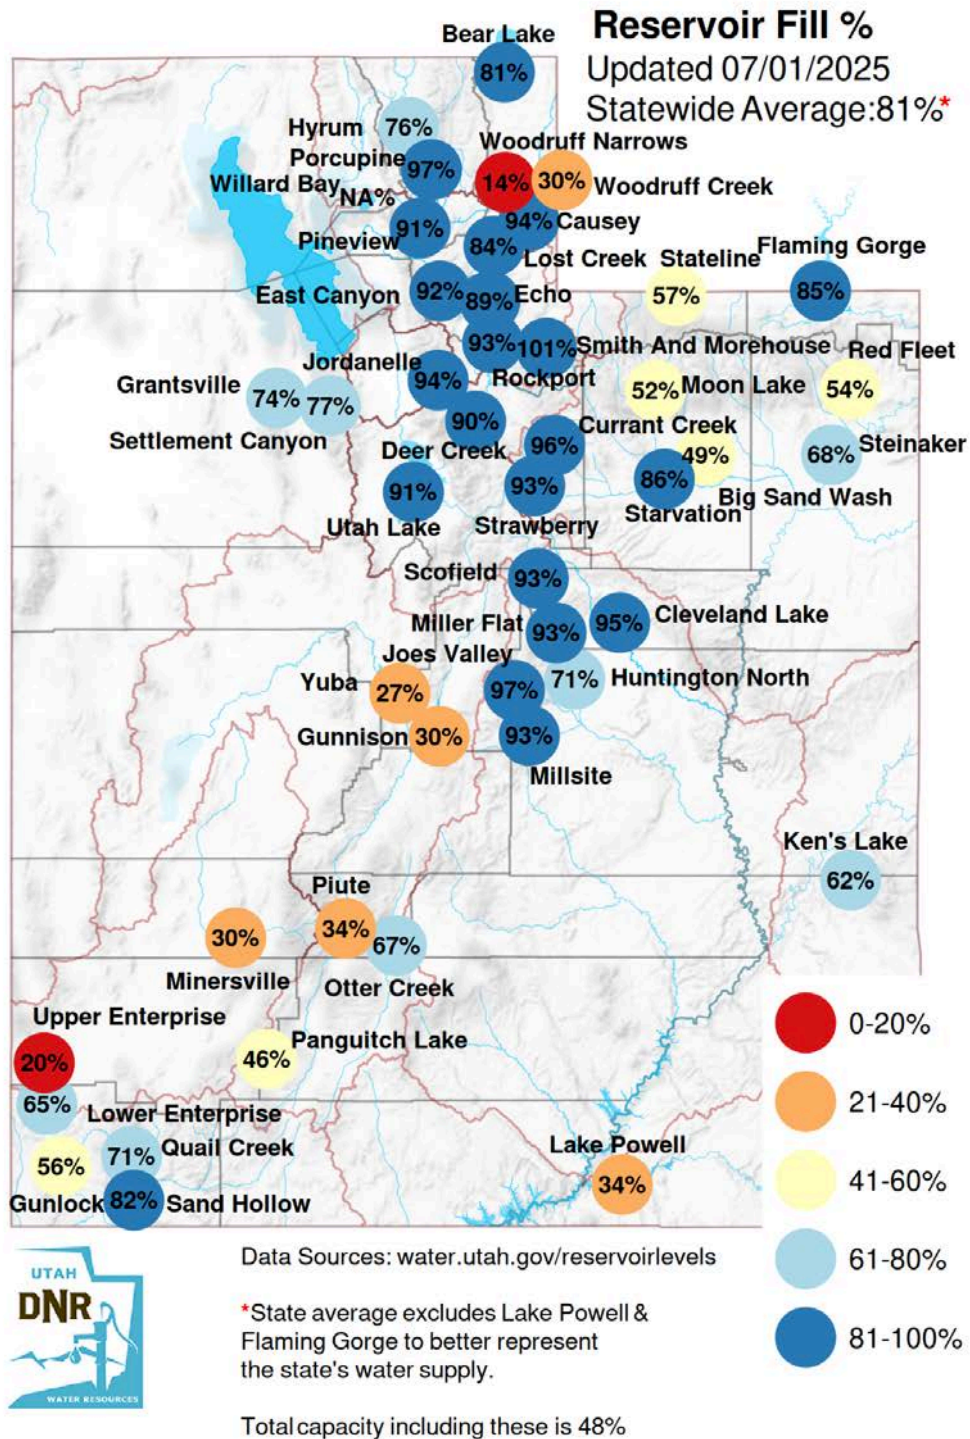 Reservoir Fill %
Updated 07/01/2025
Statewide Average:81%*
Bear Lake
81%
Hyrum
76%
Porcupine
97%
Woodruff Narrows
14%
30%
Woodruff Creek
Willard Bay
NA%
94%
Causey
Pineview
91%
84%
Lost Creek
Stateline
57%
Flaming Gorge
85%
East Canyon
92%
89%
Echo
93%
Rockport
101%
Smith And Morehouse
Red Fleet
54%
Jordanelle
94%
Grantsville
74%
77%
Settlement Canyon
52%
Moon Lake
90%
Deer Creek
Currant Creek
96%
49%
Big Sand Wash
68%
Steinaker
91%
Utah Lake
93%
Strawberry
86%
Starvation
Scofield
93%
Miller Flat
93%
95%
Cleveland Lake
Joes Valley
97%
71%
Huntington North
Yuba
27%
Gunnison
30%
93%
Millsite
Ken's Lake
62%
Piute
34%
67%
Otter Creek
30%
Minersville
Upper Enterprise
20%
46%
Panguitch Lake
65%
Lower Enterprise
56%
Gunlock
71%
Quail Creek
82%
Sand Hollow
Lake Powell
34%
0-20%
21-40%
41-60%
61-80%
81-100%
UTAH
DNR
WATER RESOURCES
Data Sources: water.utah.gov/reservoirlevels
*State average excludes Lake Powell &
Flaming Gorge to better represent
the state's water supply.
Total capacity including these is 48%